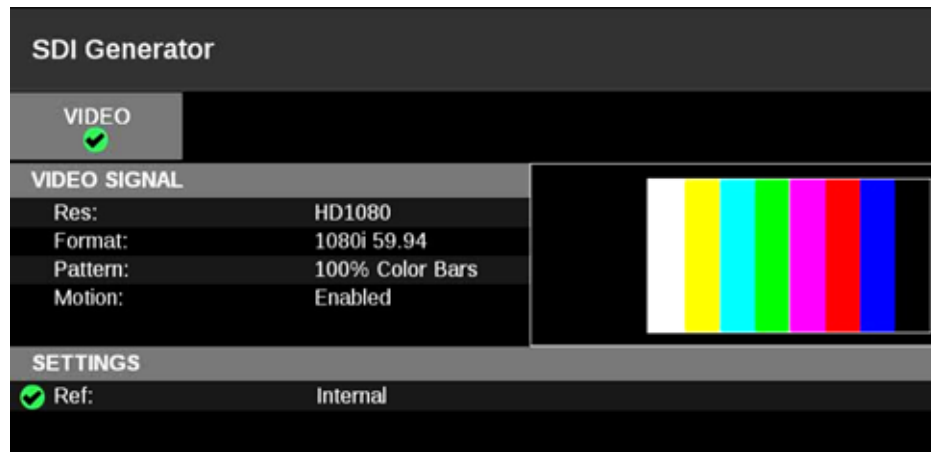 SDI Generator
VIDEO
VIDEO SIGNAL
Res: HD1080
Format: 1080i 59.94
Pattern: 100% Color Bars
Motion: Enabled
SETTINGS
Ref: Internal